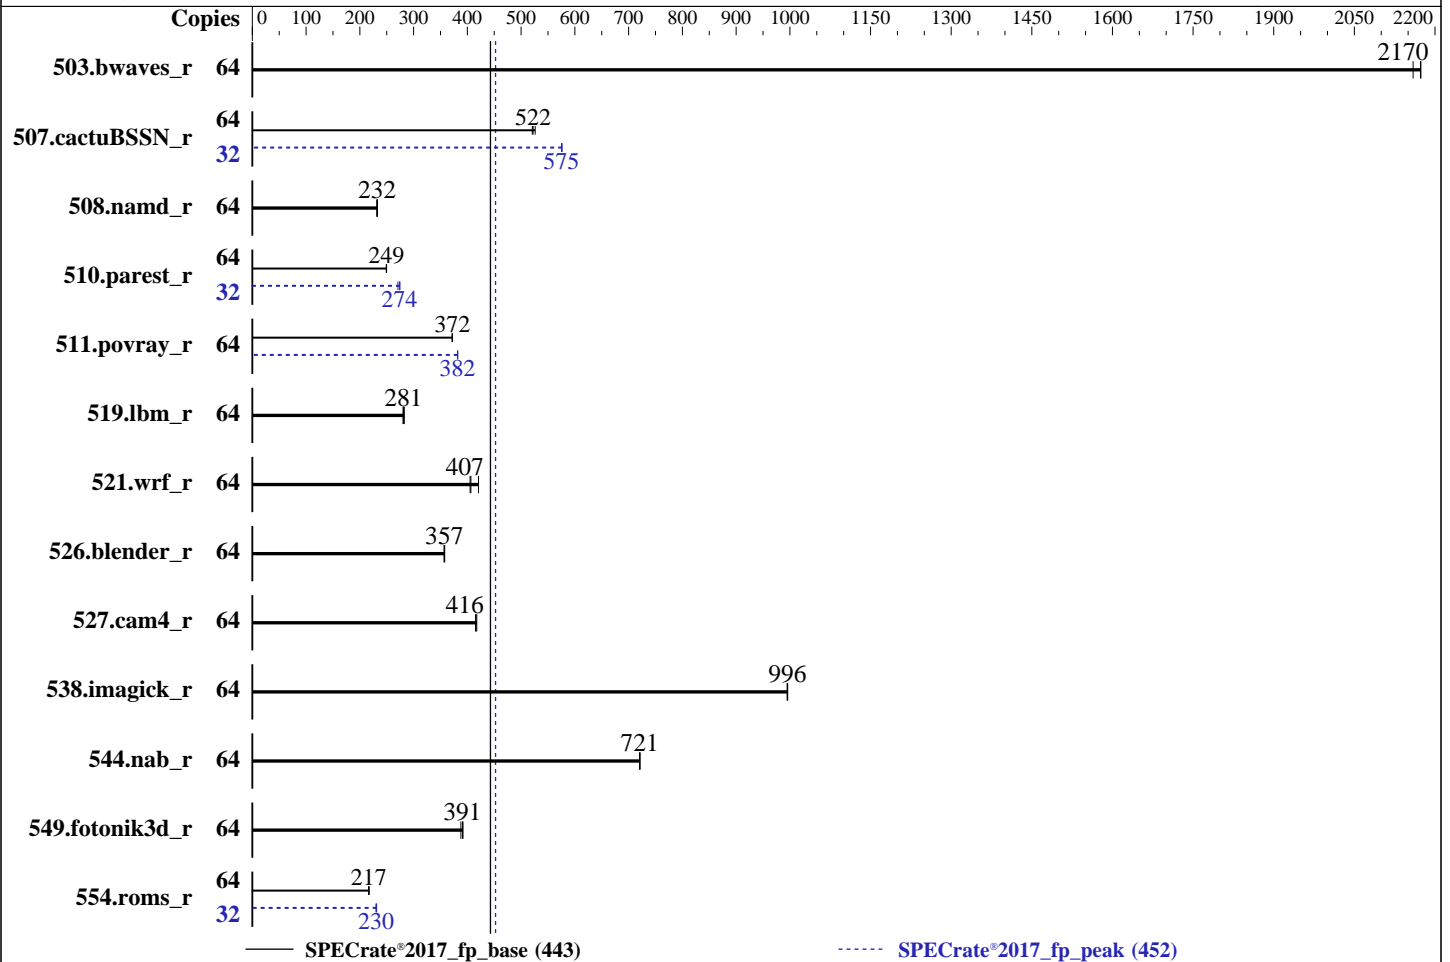 Copies 0 100 200 300 400 500 600 700 800 900 1000 1150 1300 1450 1600 1750 1900 2050 2200
503.bwaves_r 64 2170
507.cactuBSSN_r 64 522
32 575
508.namd_r 64 232
510.parest_r 64 249
32 274
511.povray_r 64 372
382
519.lbm_r 64 281
521.wrf_r 64 407
526.blender_r 64 357
527.cam4_r 64 416
538.imagick_r 64 996
544.nab_r 64 721
549.fotonik3d_r 64 391
554.roms_r 64 217
32 230
SPECrate®2017_fp_base (443) SPECrate®2017_fp_peak (452)